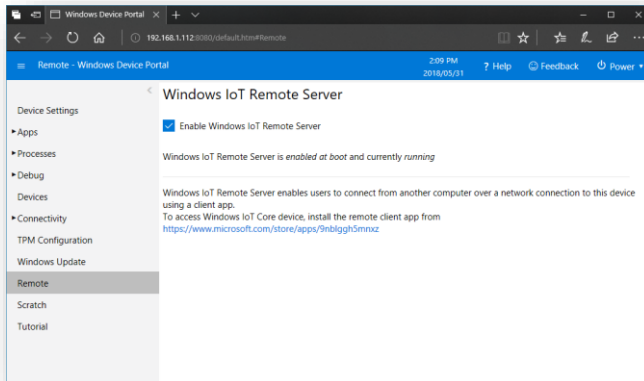 Windows Device Portal
192.168.1.112:8080/default.htm#Remote
Remote - Windows Device Portal
2:09 PM
2018/05/31
? Help
Feedback
Power
Windows IoT Remote Server
Device Settings
Enable Windows IoT Remote Server
Apps
Processes
Windows IoT Remote Server is enabled at boot and currently running
Debug
Devices
Windows IoT Remote Server enables users to connect from another computer over a network connection to this device
using a client app.
Connectivity
To access Windows IoT Core device, install the remote client app from
https://www.microsoft.com/store/apps/9nblggh5mnxz
TPM Configuration
Windows Update
Remote
Scratch
Tutorial